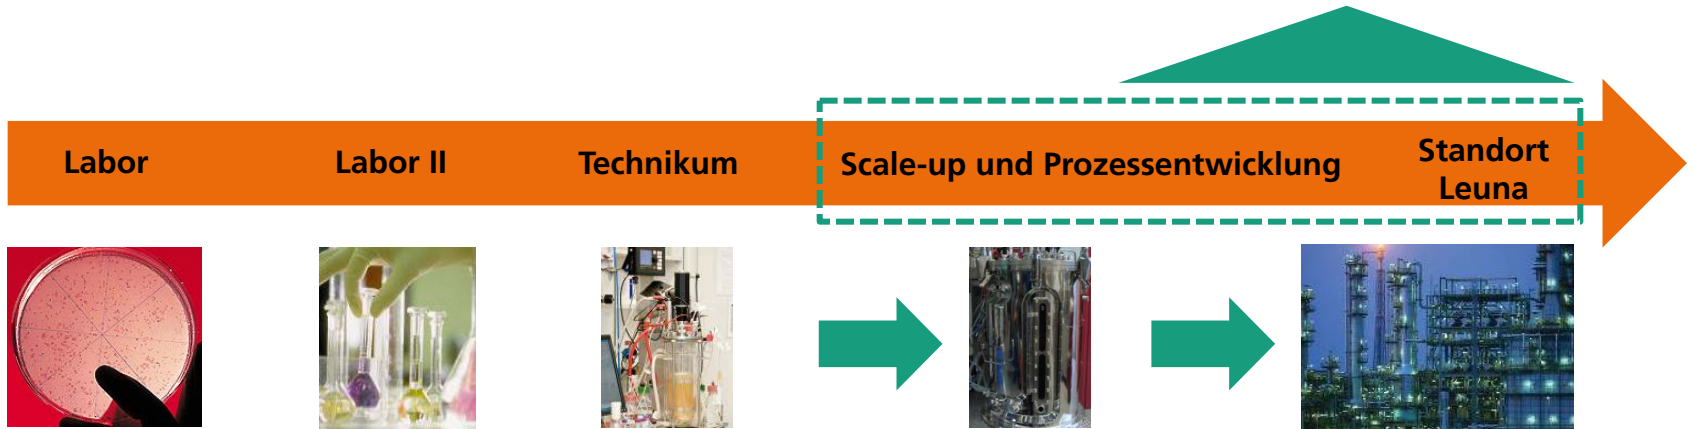 Labor
Labor II
Technikum
Scale-up und Prozessentwicklung
Standort
Leuna